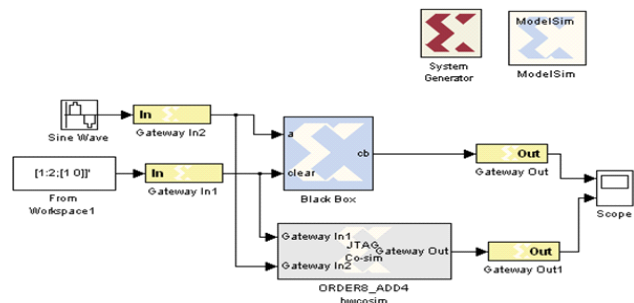 ModelSim
System
Generator
ModelSim
In
Sine Wave
Gateway In2
a
cb
Out
[1:2;[1 0]]'
In
clear
Gateway Out
From
Workspace1
Gateway In1
Black Box
Scope
Gateway In1
JTAG
Gateway Out
Co-sim
Gateway In2
Out
Gateway Out1
ORDER8_ADD4
hwcosim